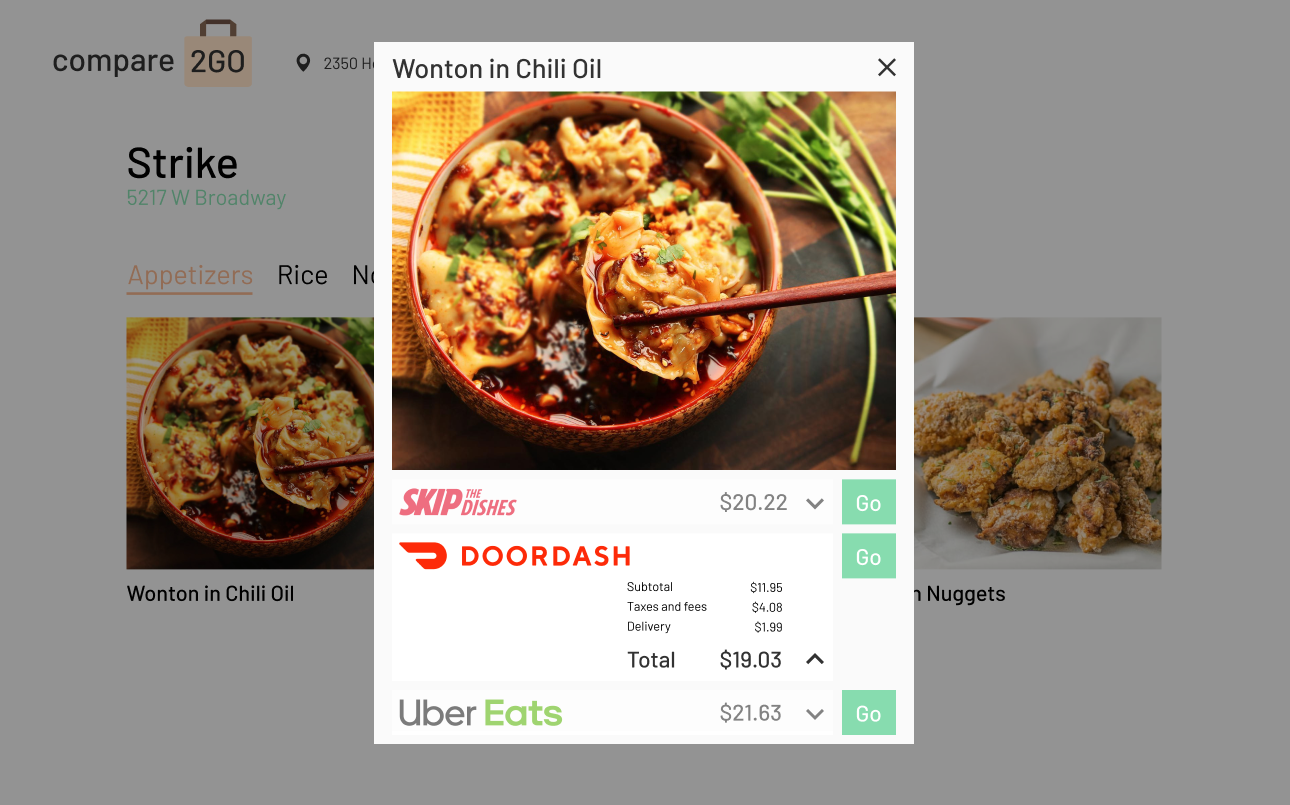 compare 2GO
2350 H
Strike
5217 W Broadway
Appetizers Rice
Wonton in Chili Oil
Wonton in Chili Oil
SKIP THE DISHES $20.22 Go
DOORDASH Go
Subtotal $11.95
Taxes and fees $4.08
Delivery $1.99
Total $19.03
Uber Eats $21.63 Go
Nuggets